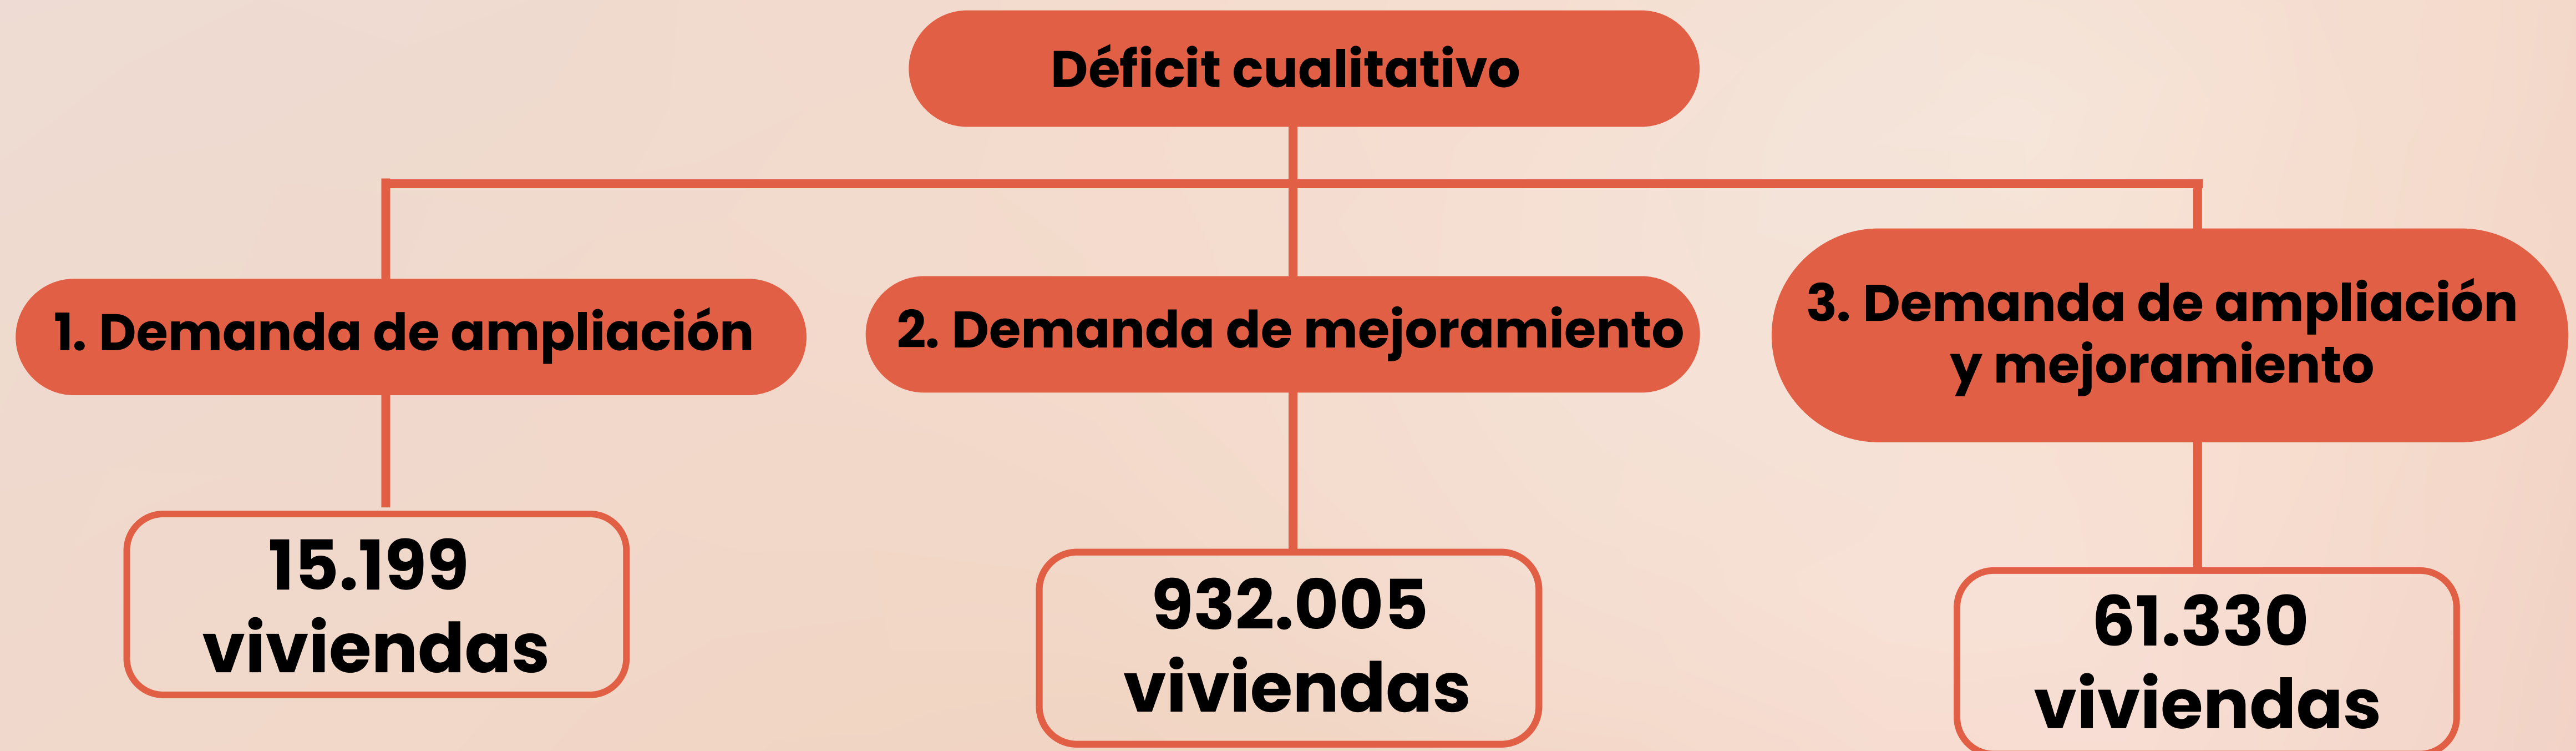 Déficit cualitativo
1. Demanda de ampliación
2. Demanda de mejoramiento
3. Demanda de ampliación
y mejoramiento
15.199
viviendas
932.005
viviendas
61.330
viviendas